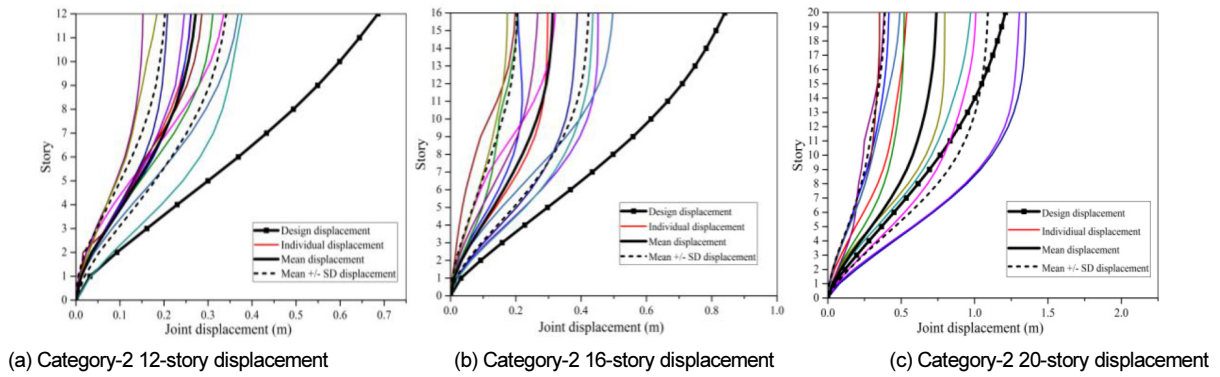 12
11
10
9
8
7
6
5
4
3
2
1
0
Story
0.0 0.1 0.2 0.3 0.4 0.5 0.6 0.7
Joint displacement (m)
Design displacement
Individual displacement
Mean displacement
Mean +/- SD displacement
(a) Category-2 12-story displacement
16
15
14
13
12
11
10
9
8
7
6
5
4
3
2
1
0
Story
0.0 0.2 0.4 0.6 0.8 1.0
Joint displacement (m)
Design displacement
Individual displacement
Mean displacement
Mean +/- SD displacement
(b) Category-2 16-story displacement
20
19
18
17
16
15
14
13
12
11
10
9
8
7
6
5
4
3
2
1
0
Story
0.0 0.5 1.0 1.5 2.0
Joint displacement (m)
Design displacement
Individiual displacement
Mean displacement
Mean +/- SD displacement
(c) Category-2 20-story displacement